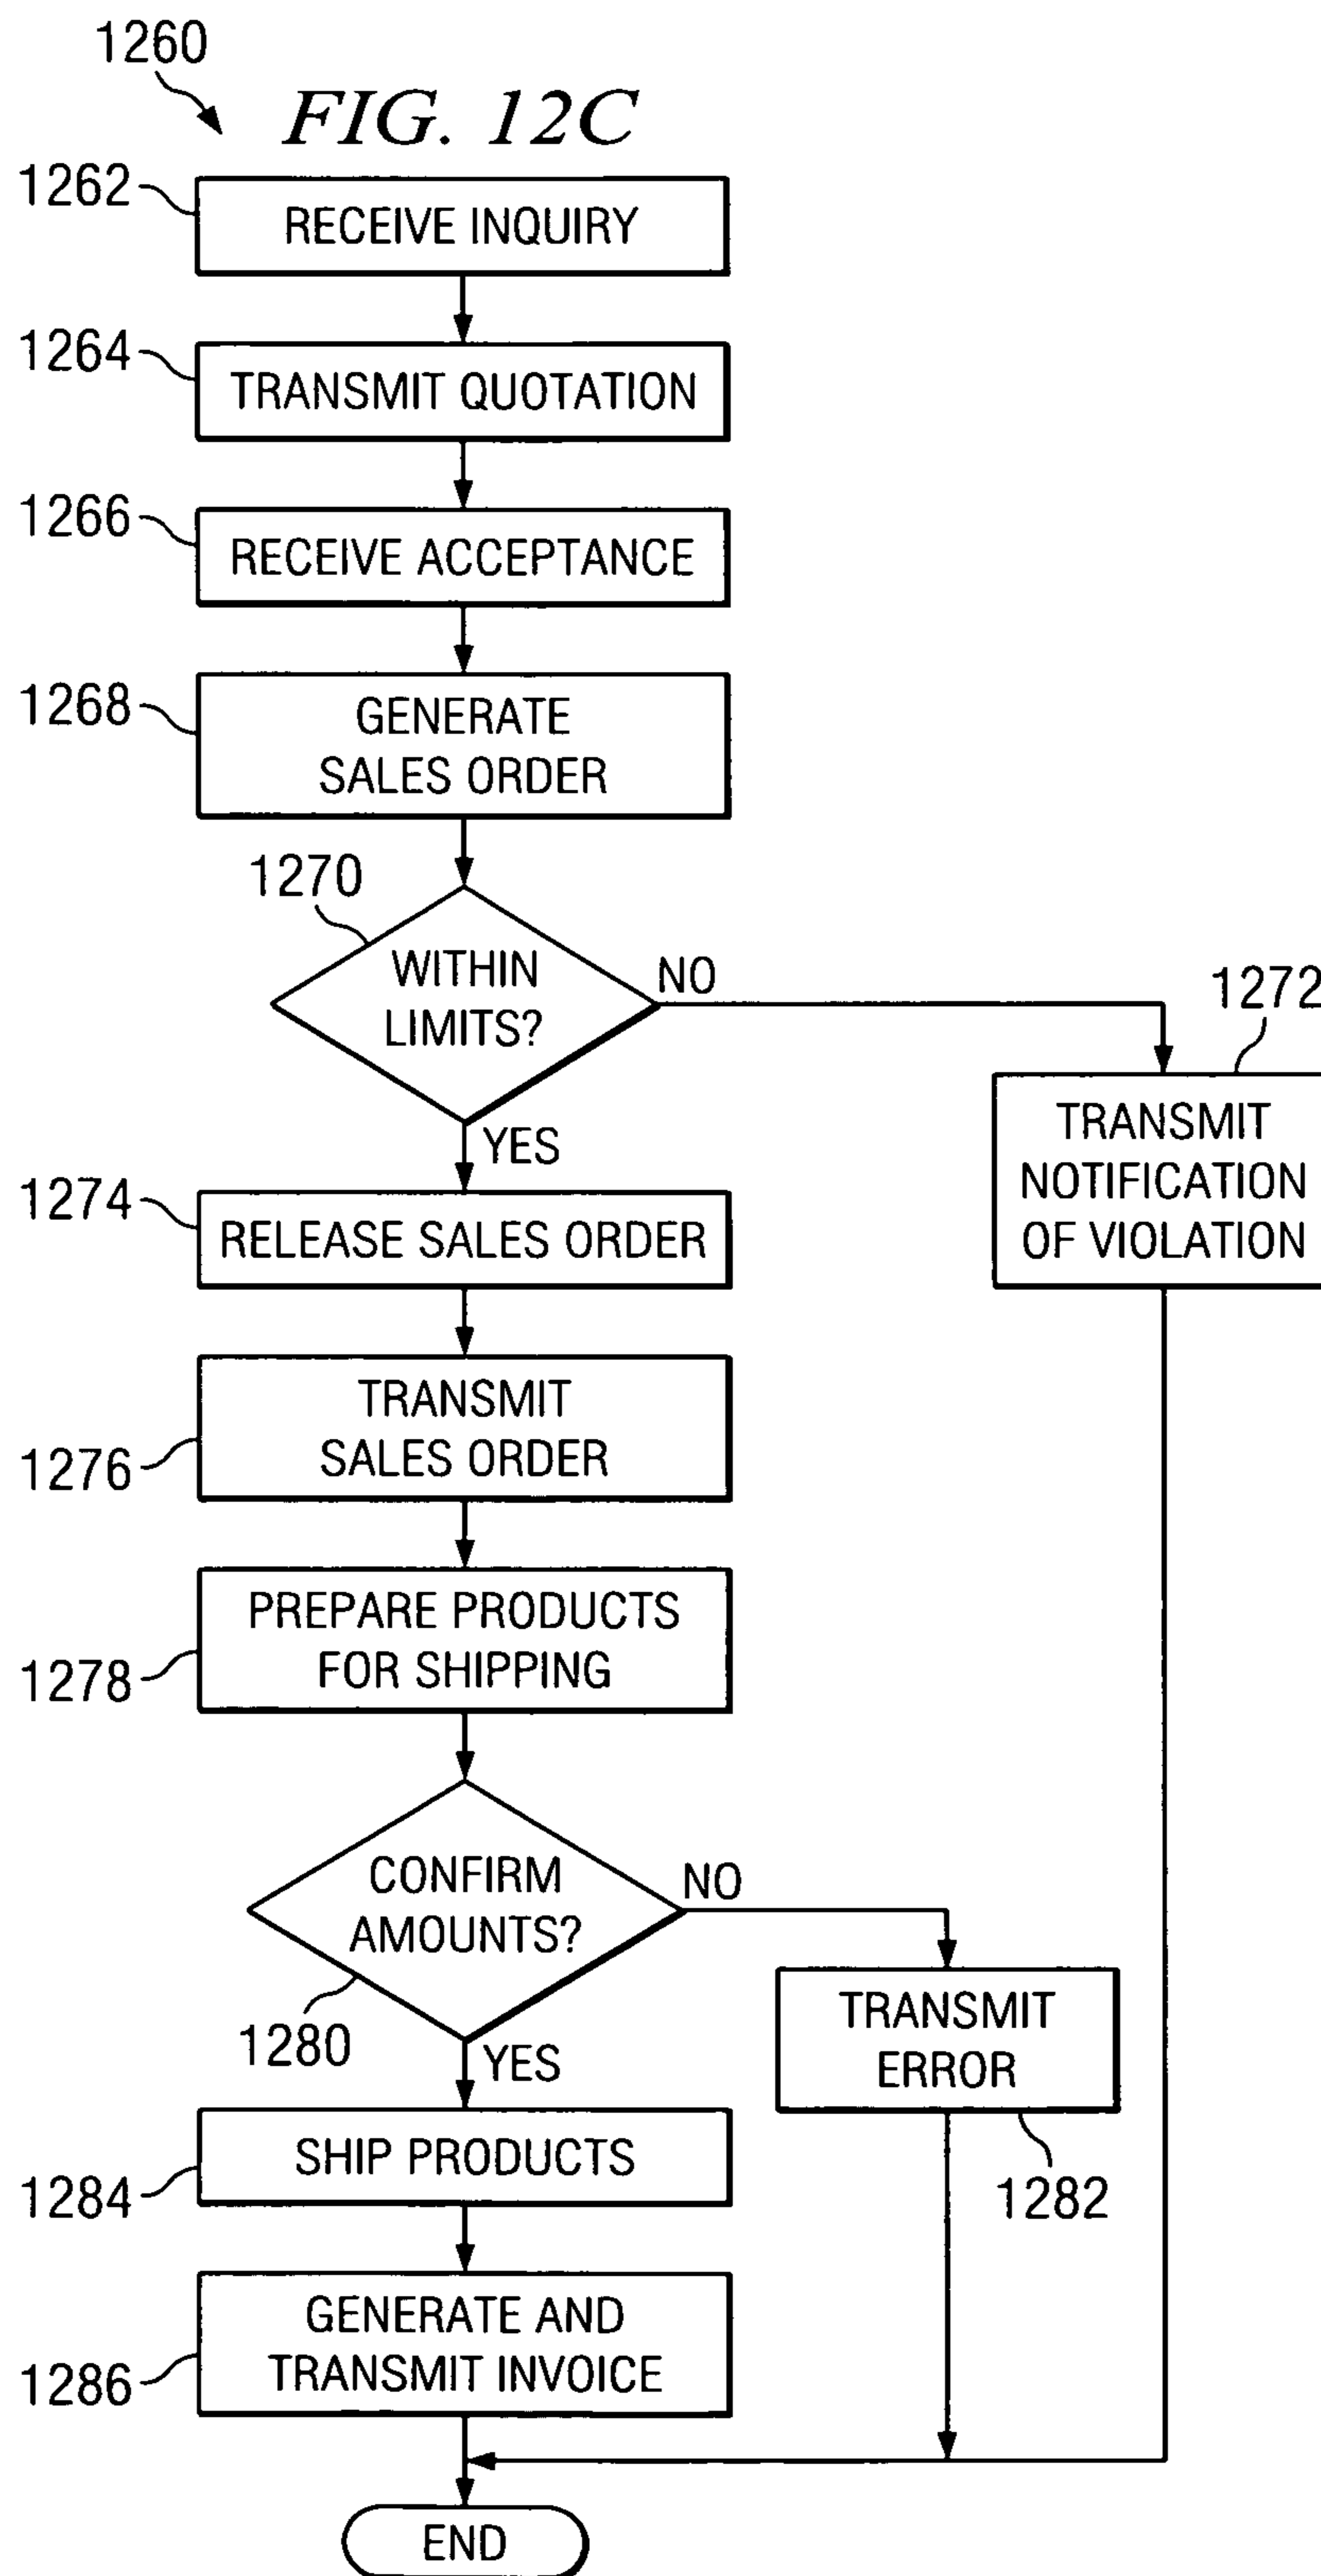 1260
FIG. 12C
1262
RECEIVE INQUIRY
1264
TRANSMIT QUOTATION
1266
RECEIVE ACCEPTANCE
1268
GENERATE
SALES ORDER
1270
WITHIN
LIMITS?
NO
1272
TRANSMIT
NOTIFICATION
OF VIOLATION
YES
1274
RELEASE SALES ORDER
TRANSMIT
SALES ORDER
1276
PREPARE PRODUCTS
FOR SHIPPING
1278
CONFIRM
AMOUNTS?
NO
1280
TRANSMIT
ERROR
1282
YES
SHIP PRODUCTS
1284
GENERATE AND
TRANSMIT INVOICE
1286
END